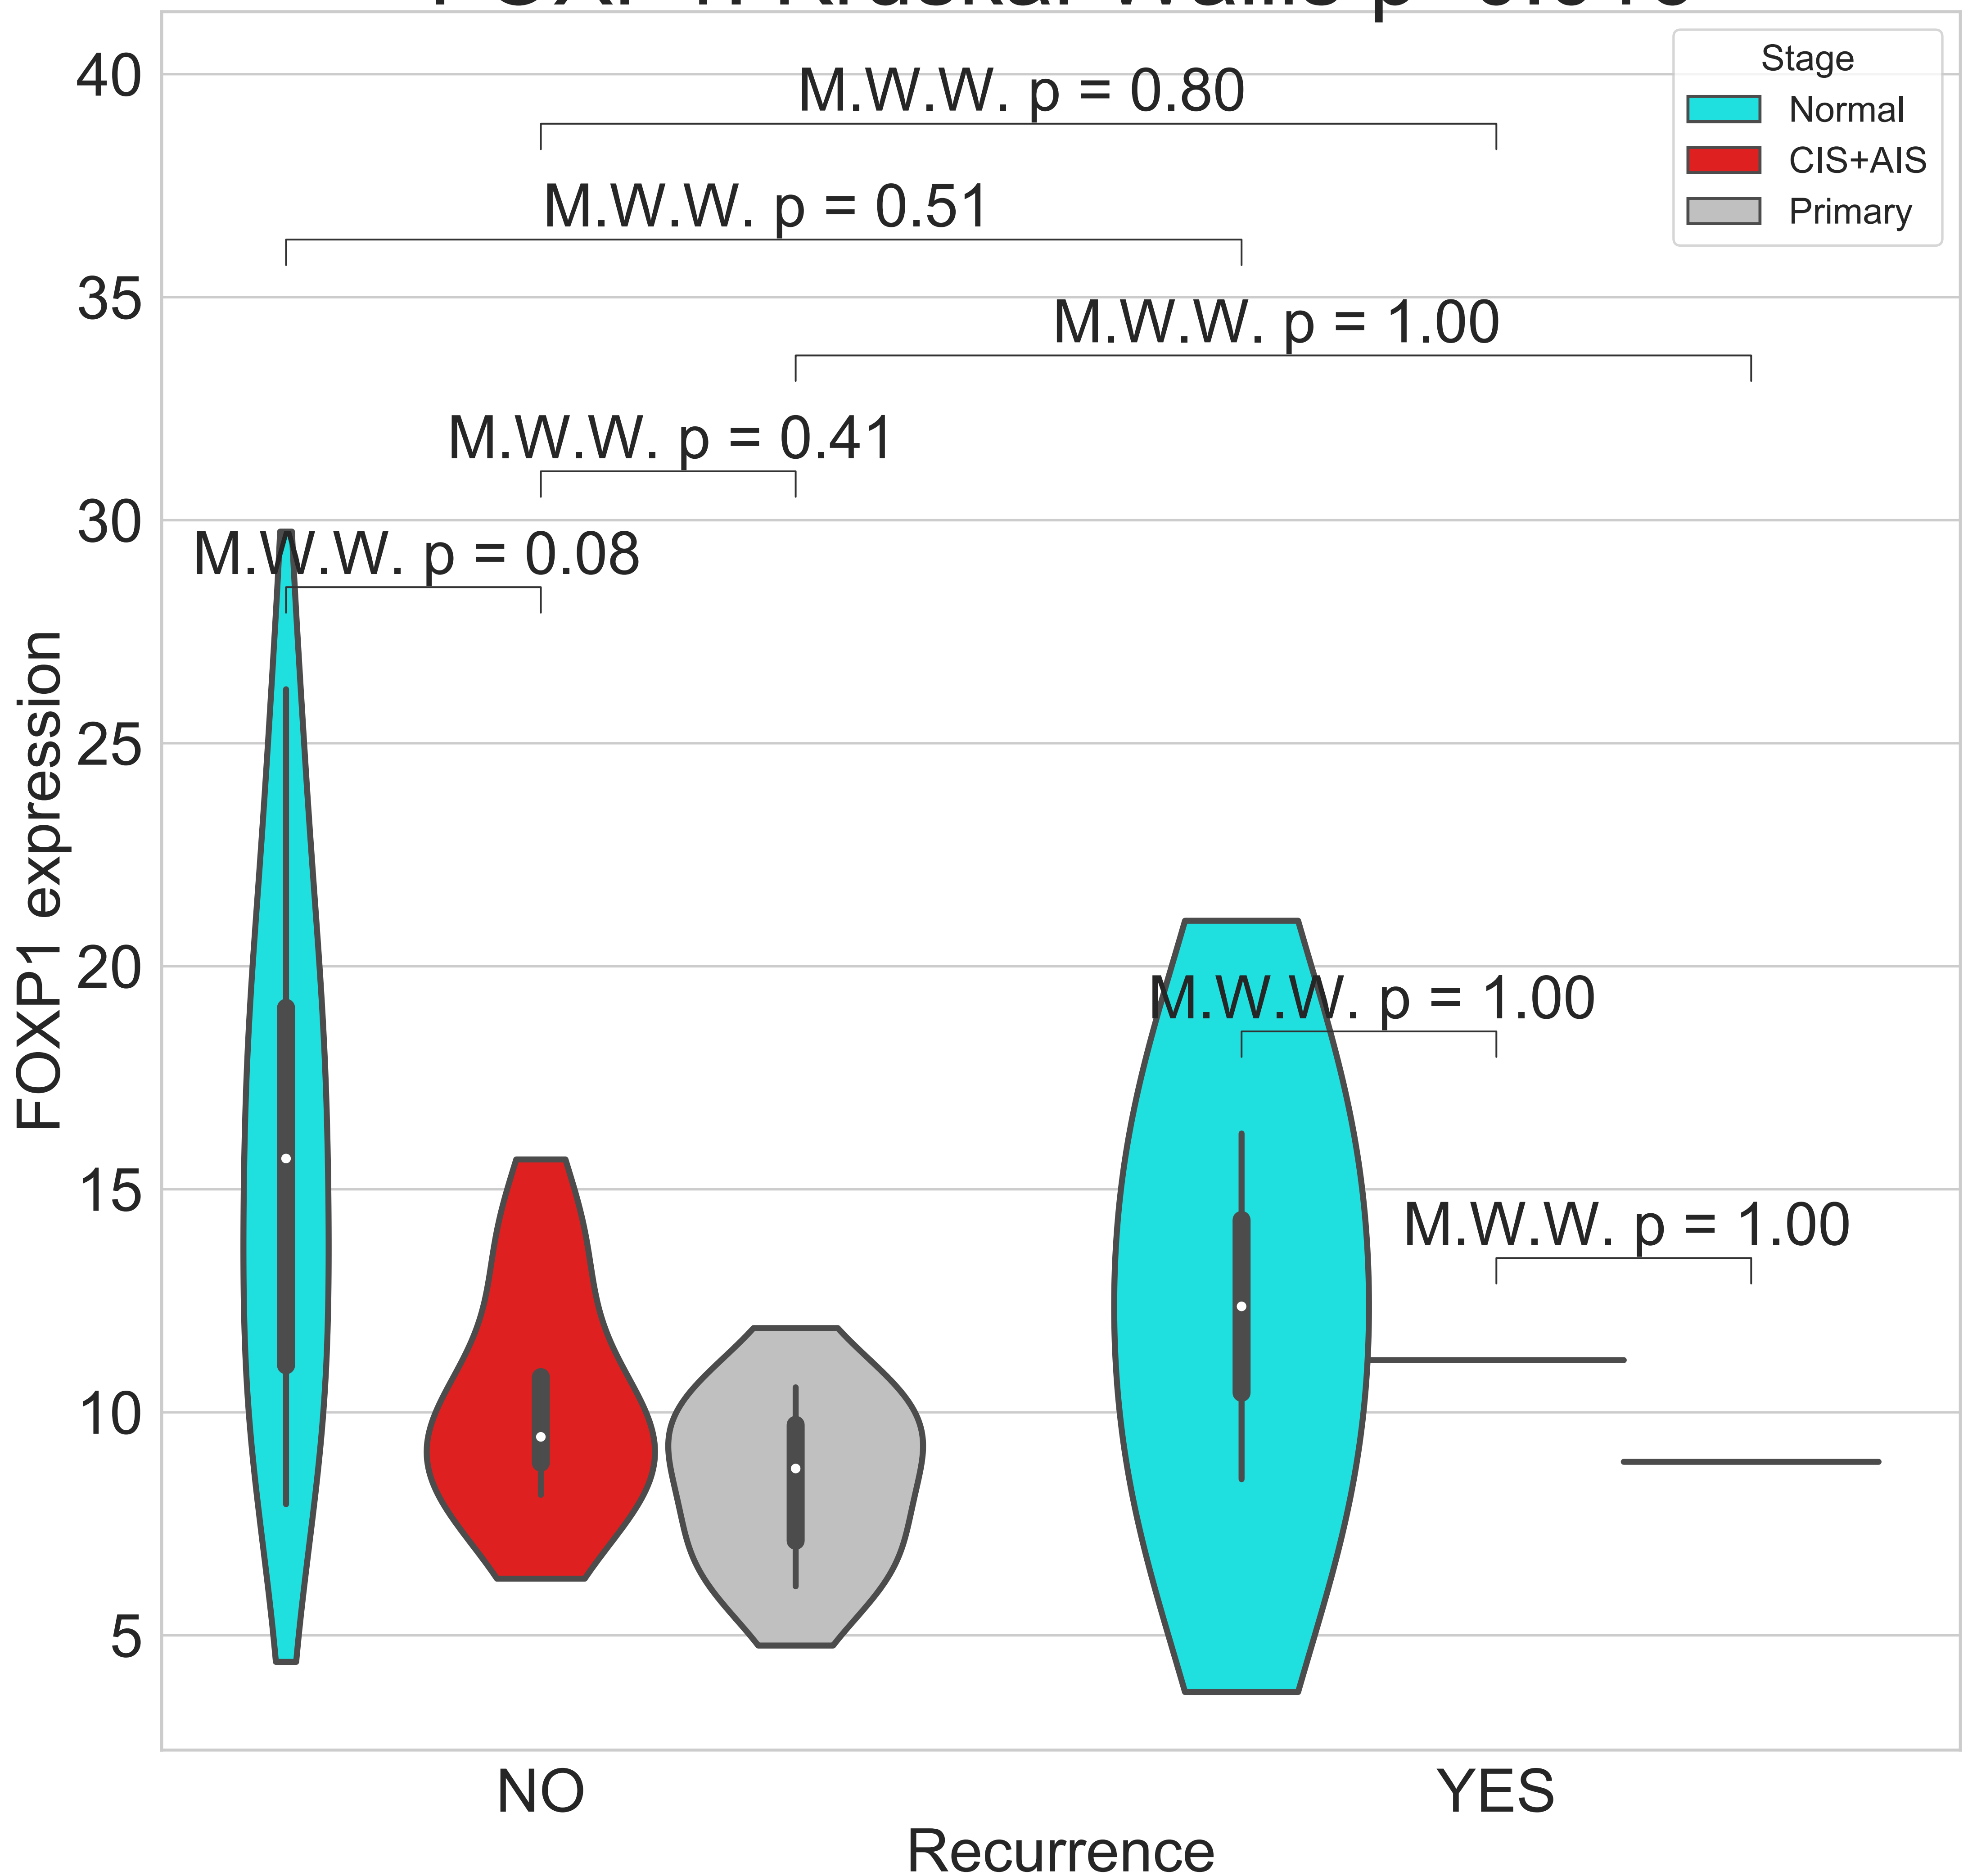 Stage
Normal
CIS+AIS
Primary
M.W.W. p = 0.80
M.W.W. p = 0.51
M.W.W. p = 1.00
M.W.W. p = 0.41
M.W.W. p = 0.08
M.W.W. p = 1.00
M.W.W. p = 1.00
40
35
30
25
20
15
10
5
FOXP1 expression
NO
YES
Recurrence